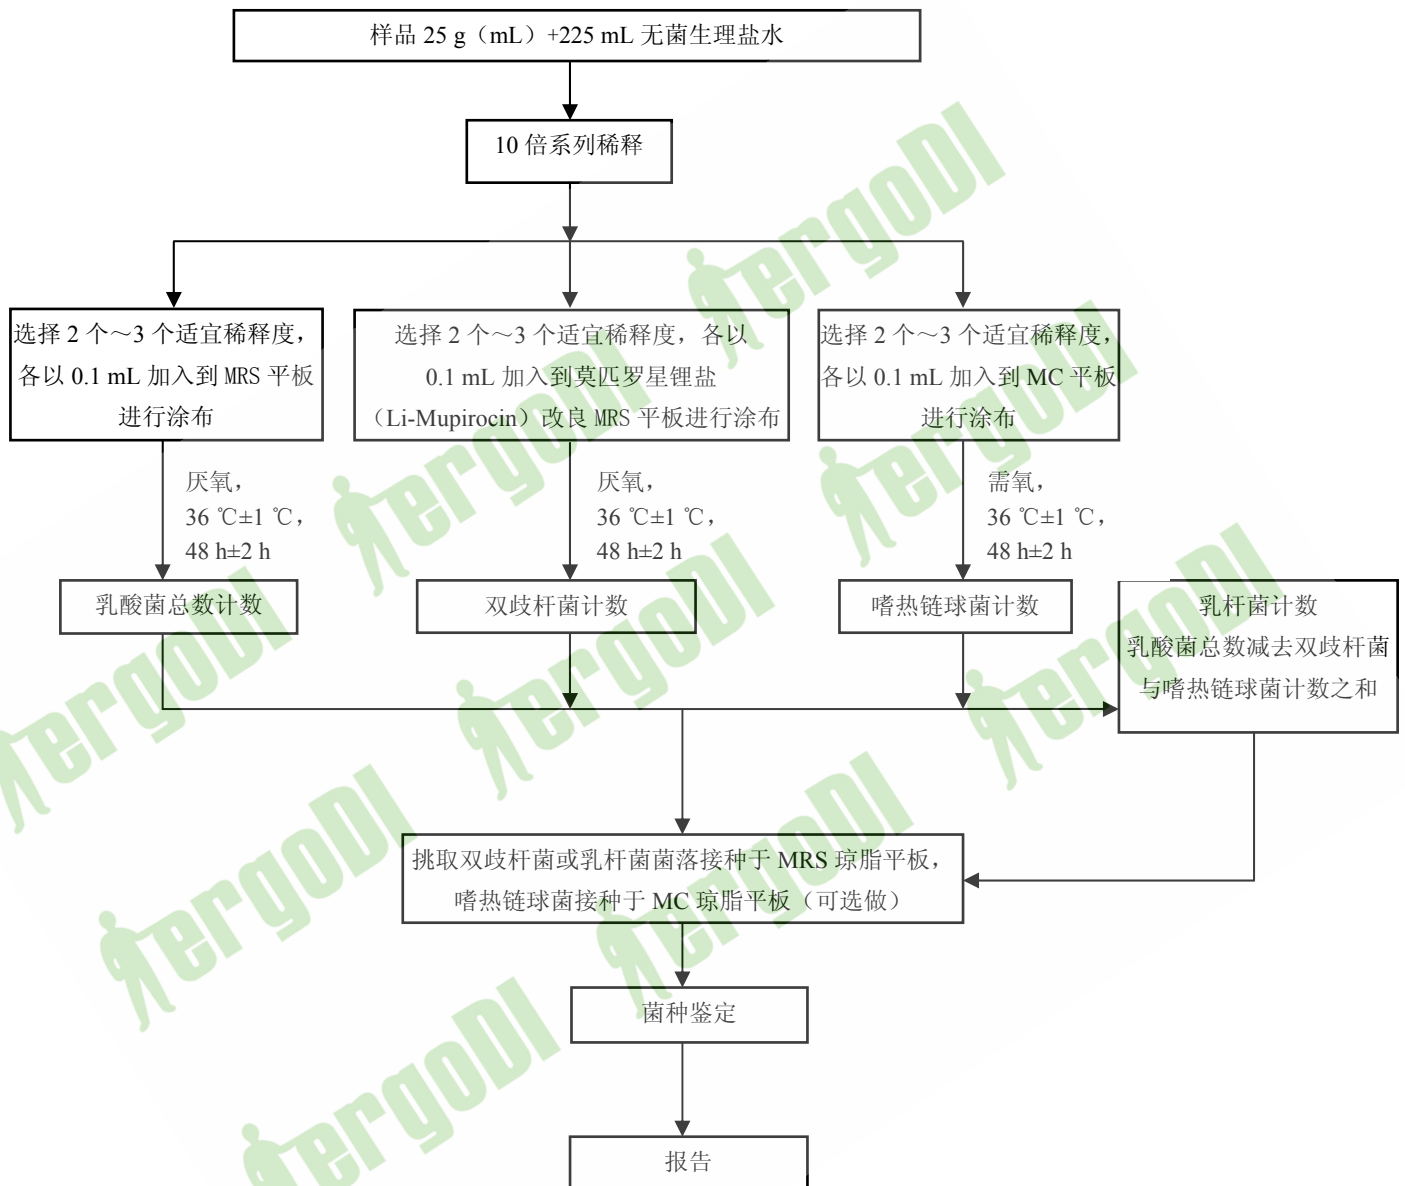 样品 25 g（mL）+225 mL 无菌生理盐水
10 倍系列稀释
选择 2 个～3 个适宜稀释度，
各以 0.1 mL 加入到 MRS 平板
进行涂布
选择 2 个～3 个适宜稀释度，各以
0.1 mL 加入到莫匹罗星锂盐
（Li-Mupirocin）改良 MRS 平板进行涂布
选择 2 个～3 个适宜稀释度，
各以 0.1 mL 加入到 MC 平板
进行涂布
厌氧，
36 ℃±1 ℃，
48 h±2 h
厌氧，
36 ℃±1 ℃，
48 h±2 h
需氧，
36 ℃±1 ℃，
48 h±2 h
乳酸菌总数计数
双歧杆菌计数
嗜热链球菌计数
乳杆菌计数
乳酸菌总数减去双歧杆菌
与嗜热链球菌计数之和
挑取双歧杆菌或乳杆菌菌落接种于 MRS 琼脂平板，
嗜热链球菌接种于 MC 琼脂平板（可选做）
菌种鉴定
报告